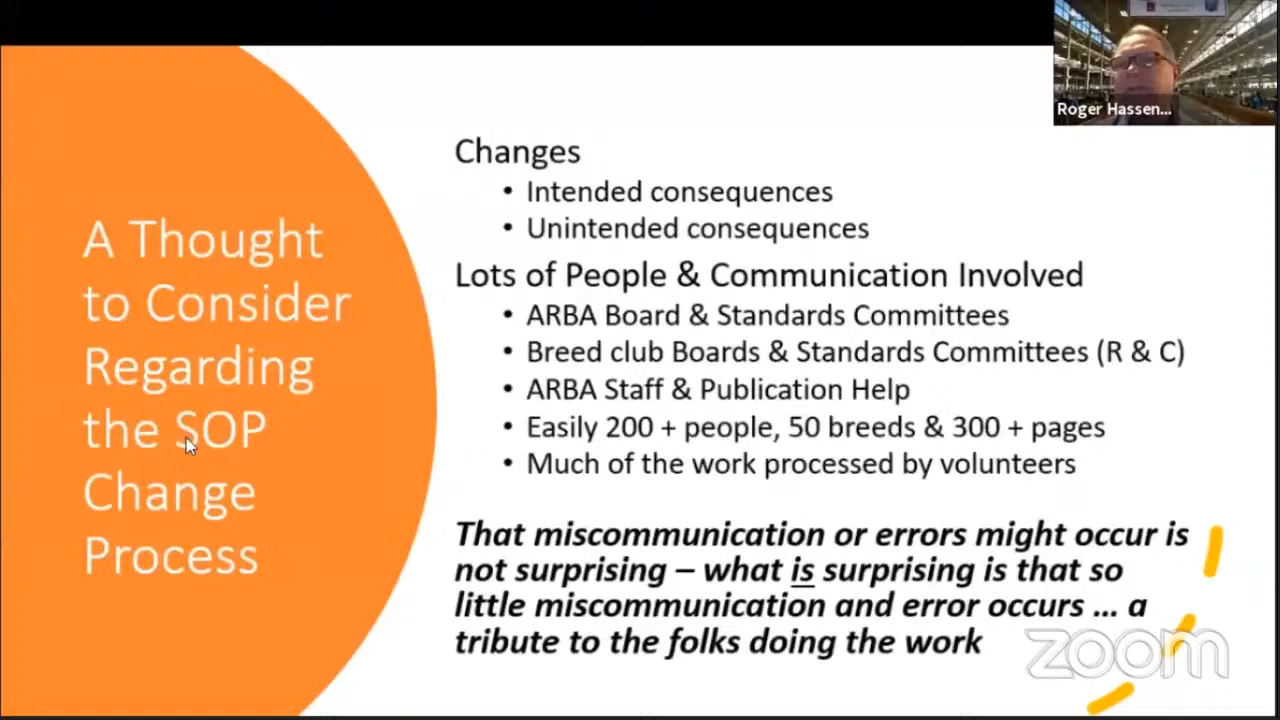 Roger Hassen...
A Thought
to Consider
Regarding
the SOP
Change
Process
Changes
• Intended consequences
• Unintended consequences
Lots of People & Communication Involved
• ARBA Board & Standards Committees
• Breed club Boards & Standards Committees (R & C)
• ARBA Staff & Publication Help
• Easily 200 + people, 50 breeds & 300 + pages
• Much of the work processed by volunteers
That miscommunication or errors might occur is
not surprising – what is surprising is that so
little miscommunication and error occurs ... a
tribute to the folks doing the work
zoom